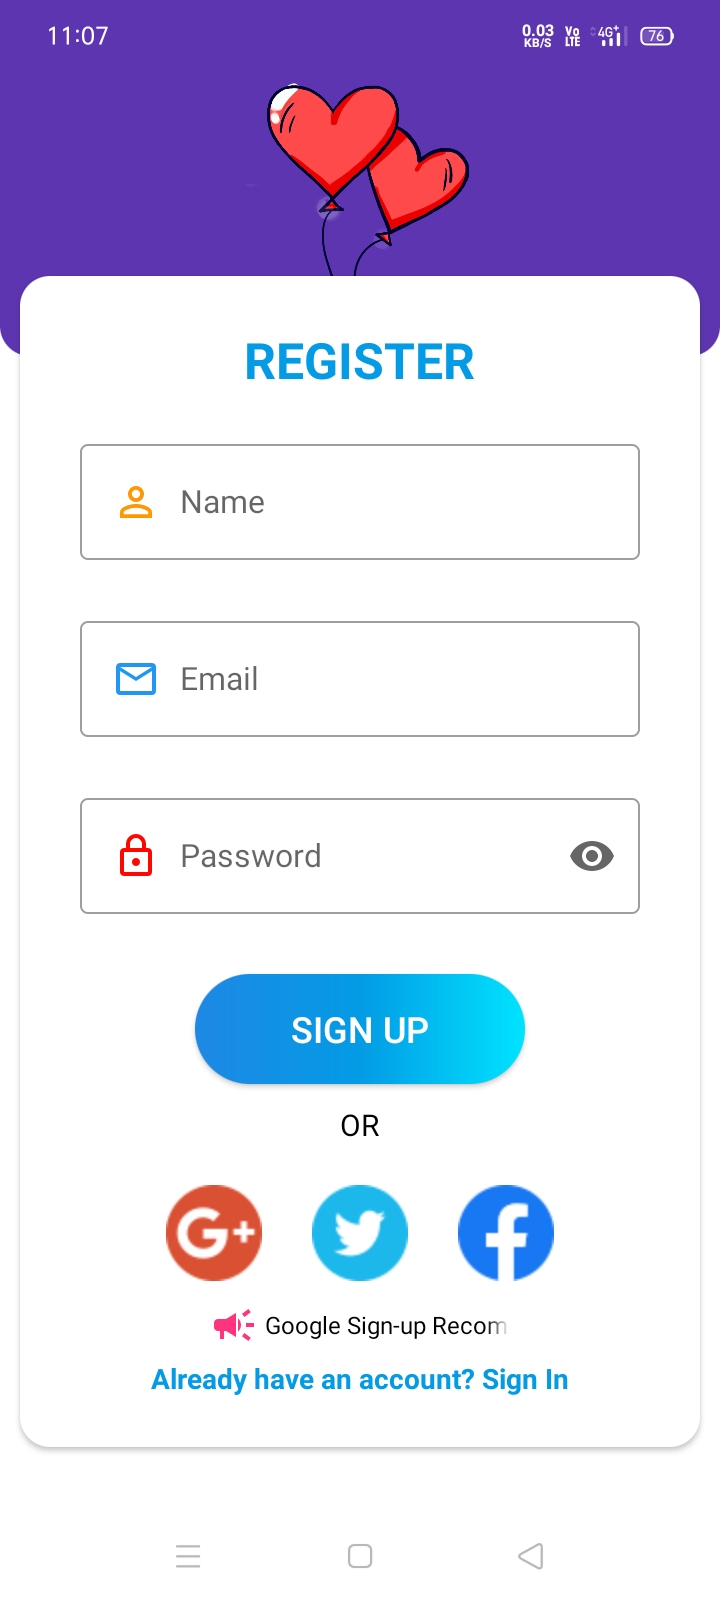 11:07
0.03 KB/S Vo LTE 4G+ 76
REGISTER
Name
Email
Password
SIGN UP
OR
G+
Google Sign-up Recom
Already have an account? Sign In